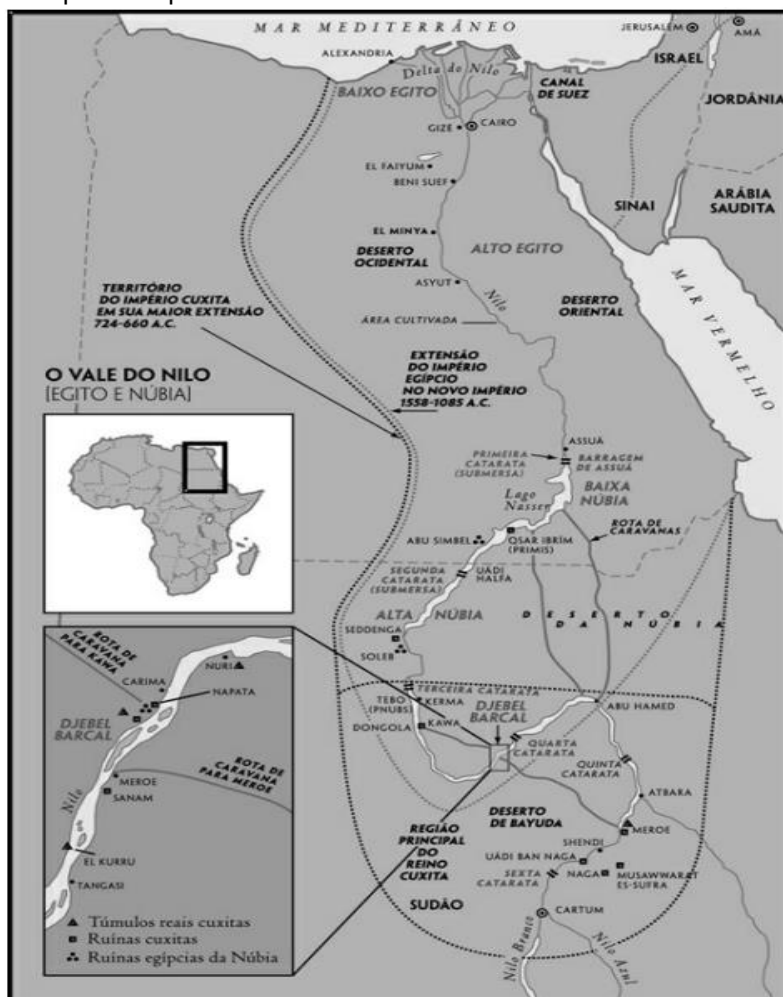 MAR MEDITERRÂNEO
JERUSALÉM
AMÃ
ALEXANDRIA
ISRAEL
Delta do Nilo
BAIXO EGITO
CANAL
DE SUEZ
JORDÂNIA
GIZÉ
CAIRO
EL FAIYUM
BENI SUEF
SINAI
ARÁBIA
SAUDITA
EL MINYA
DESERTO
OCIDENTAL
ALTO EGITO
MAR VERMELHO
ASYUT
Nilo
DESERTO
ORIENTAL
TERRITÓRIO
DO IMPÉRIO CUXITA
EM SUA MAIOR EXTENSÃO
724-660 A.C.
ÁREA CULTIVADA
O VALE DO NILO
[EGITO E NÚBIA]
EXTENSÃO
DO IMPÉRIO
EGÍPCIO
NO NOVO IMPÉRIO
1558-1085 A.C.
ASSUÃ
PRIMEIRA
CATARATA
(SUBMERSA)
BARRAGEM
DE ASSUÃ
BAIXA
NÚBIA
Lago
Nasser
ROTA DE
CARAVANAS
ABU SIMBEL
QSAR IBRÍM
(PRIMIS)
SEGUNDA
CATARATA
(SUBMERSA)
UÁDI
HALFA
ALTA NÚBIA
DESERTO
DA NÚBIA
SEDDENGA
SOLEB
TERCEIRA CATARATA
TEBO
(PNUBS)
KERMA
DJEBEL
BARCAL
ABU HAMED
DONGOLA
KAWA
QUARTA
CATARATA
QUINTA
CATARATA
ATBARA
DESERTO
DE BAYUDA
MEROE
REGIÃO
PRINCIPAL
DO
REINO
CUXITA
SHENDI
UÁDI BAN NAGA
NAGA
MUSAWWARAT
ES-SUFRA
SEXTA
CATARATA
SUDÃO
CARTUM
Nilo Branco
Nilo Azul
ROTA DE
CARAVANA
PARA KAWA
NURI
CARIMA
NAPATA
DJEBEL
BARCAL
ROTA DE
CARAVANA
PARA MEROE
Nilo
MEROE
SANAM
EL KURRU
TANGASI
Túmulos reais cuxitas
Ruínas cuxitas
Ruínas egípcias da Núbia